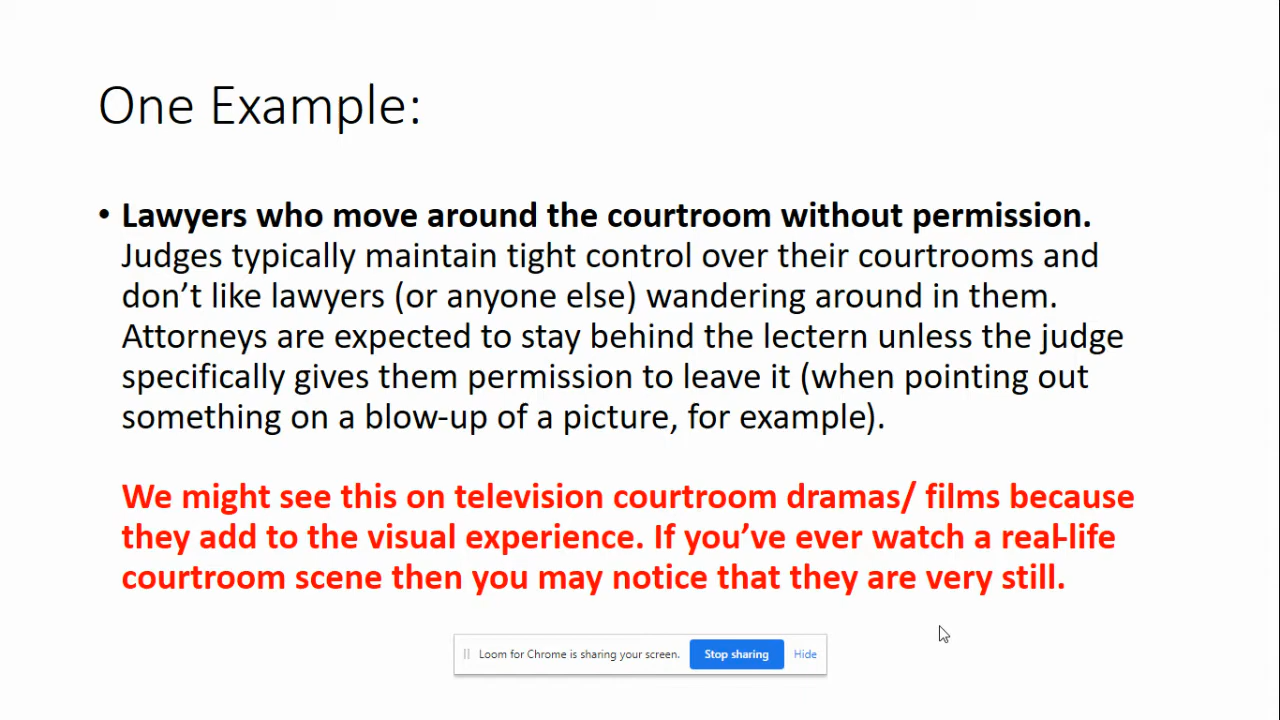 One Example:
• Lawyers who move around the courtroom without permission.
Judges typically maintain tight control over their courtrooms and
don’t like lawyers (or anyone else) wandering around in them.
Attorneys are expected to stay behind the lectern unless the judge
specifically gives them permission to leave it (when pointing out
something on a blow-up of a picture, for example).
We might see this on television courtroom dramas/ films because
they add to the visual experience. If you’ve ever watch a real-life
courtroom scene then you may notice that they are very still.
Loom for Chrome is sharing your screen. Stop sharing Hide